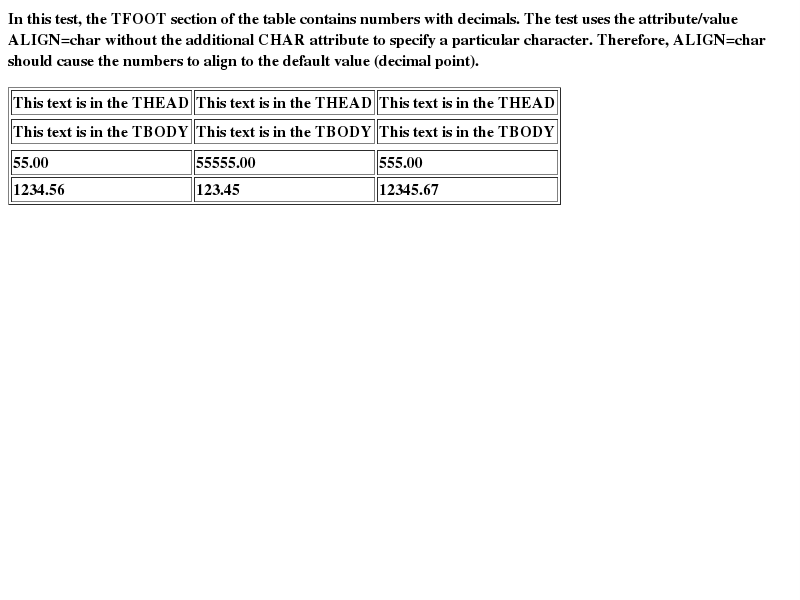 In this test, the TFOOT section of the table contains numbers with decimals. The test uses the attribute/value
ALIGN=char without the additional CHAR attribute to specify a particular character. Therefore, ALIGN=char
should cause the numbers to align to the default value (decimal point).
This text is in the THEAD This text is in the THEAD This text is in the THEAD
This text is in the TBODY This text is in the TBODY This text is in the TBODY
55.00 55555.00 555.00
1234.56 123.45 12345.67